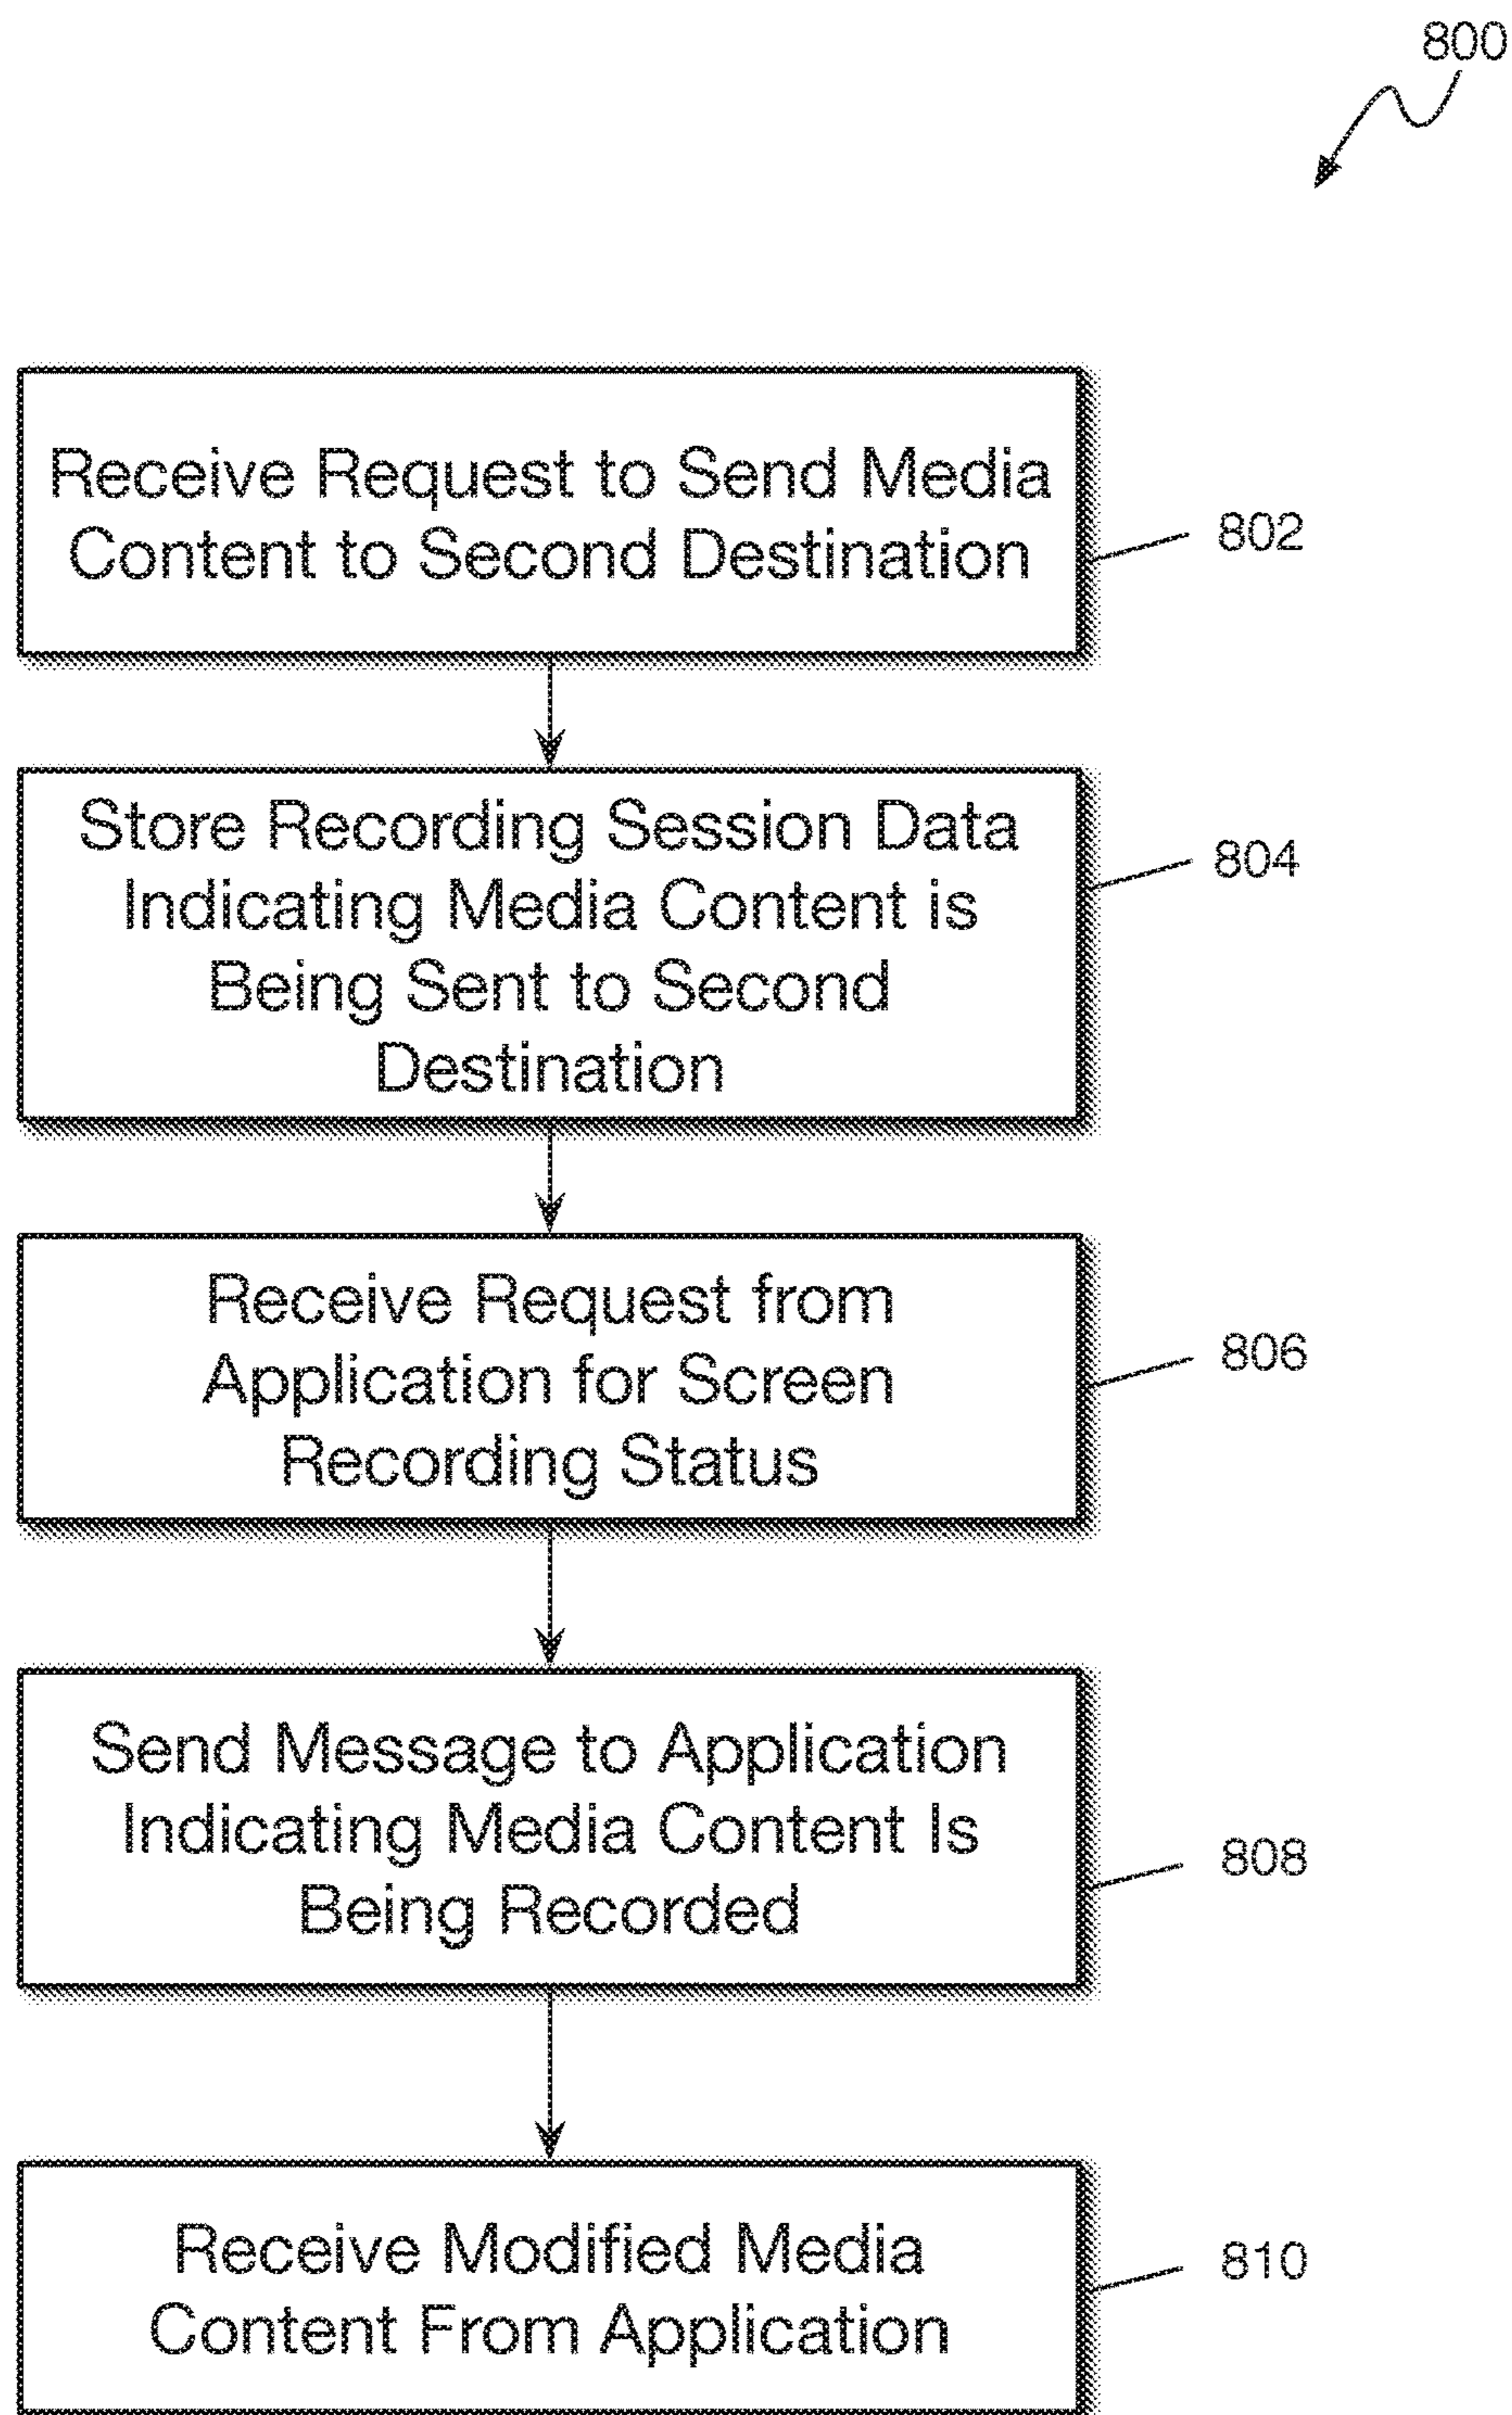 800
Receive Request to Send Media
Content to Second Destination
802
Store Recording Session Data
Indicating Media Content is
Being Sent to Second
Destination
804
Receive Request from
Application for Screen
Recording Status
806
Send Message to Application
Indicating Media Content Is
Being Recorded
808
Receive Modified Media
Content From Application
810